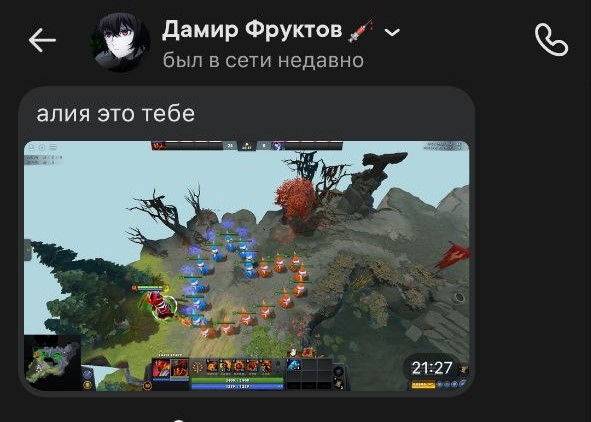 Дамир Фруктов
был в сети недавно
алия это тебе
21:27